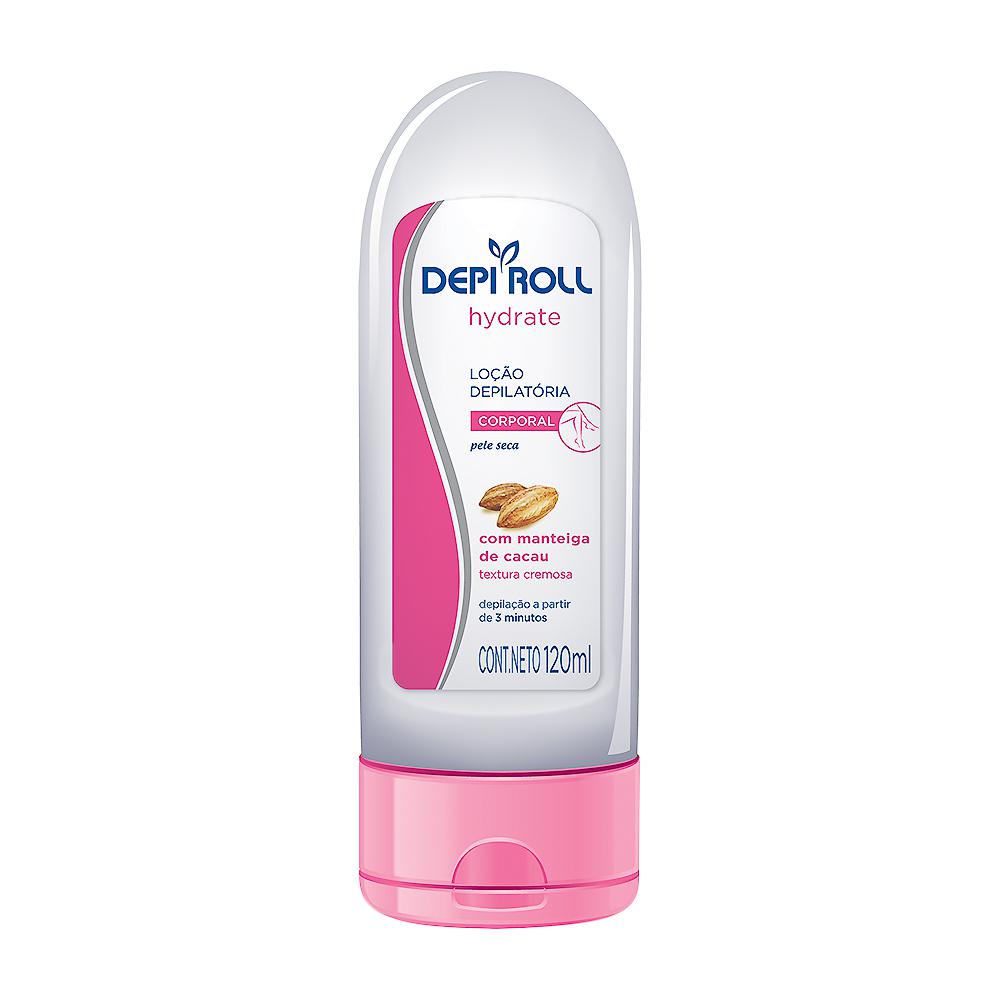 DEPI ROLL
hydrate
LOÇÃO
DEPILATÓRIA
CORPORAL
pele seca
com manteiga
de cacau
textura cremosa
depilação a partir
de 3 minutos
CONT.NETO 120ml